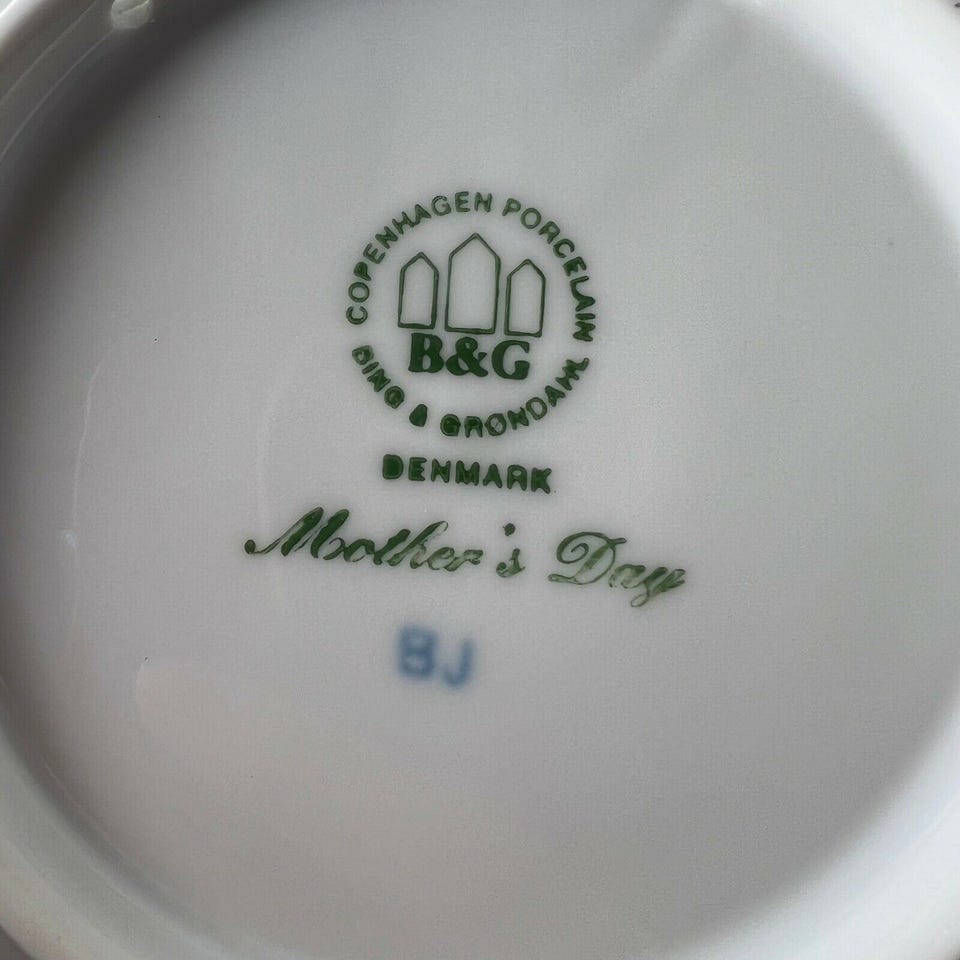 COPENHAGEN PORCELAIN
B&G
BING & GRØNDAHL
DENMARK
Mother's Day
BJ